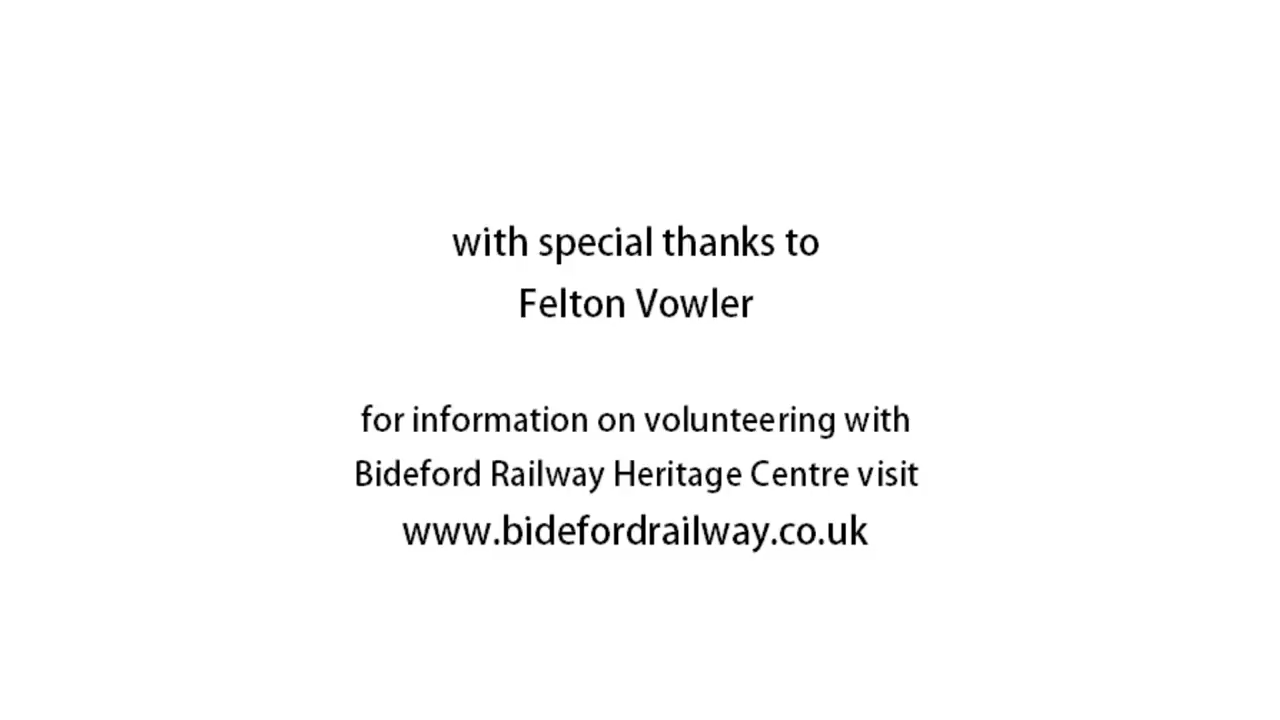 with special thanks to
Felton Vowler
for information on volunteering with
Bideford Railway Heritage Centre visit
www.bidefordrailway.co.uk